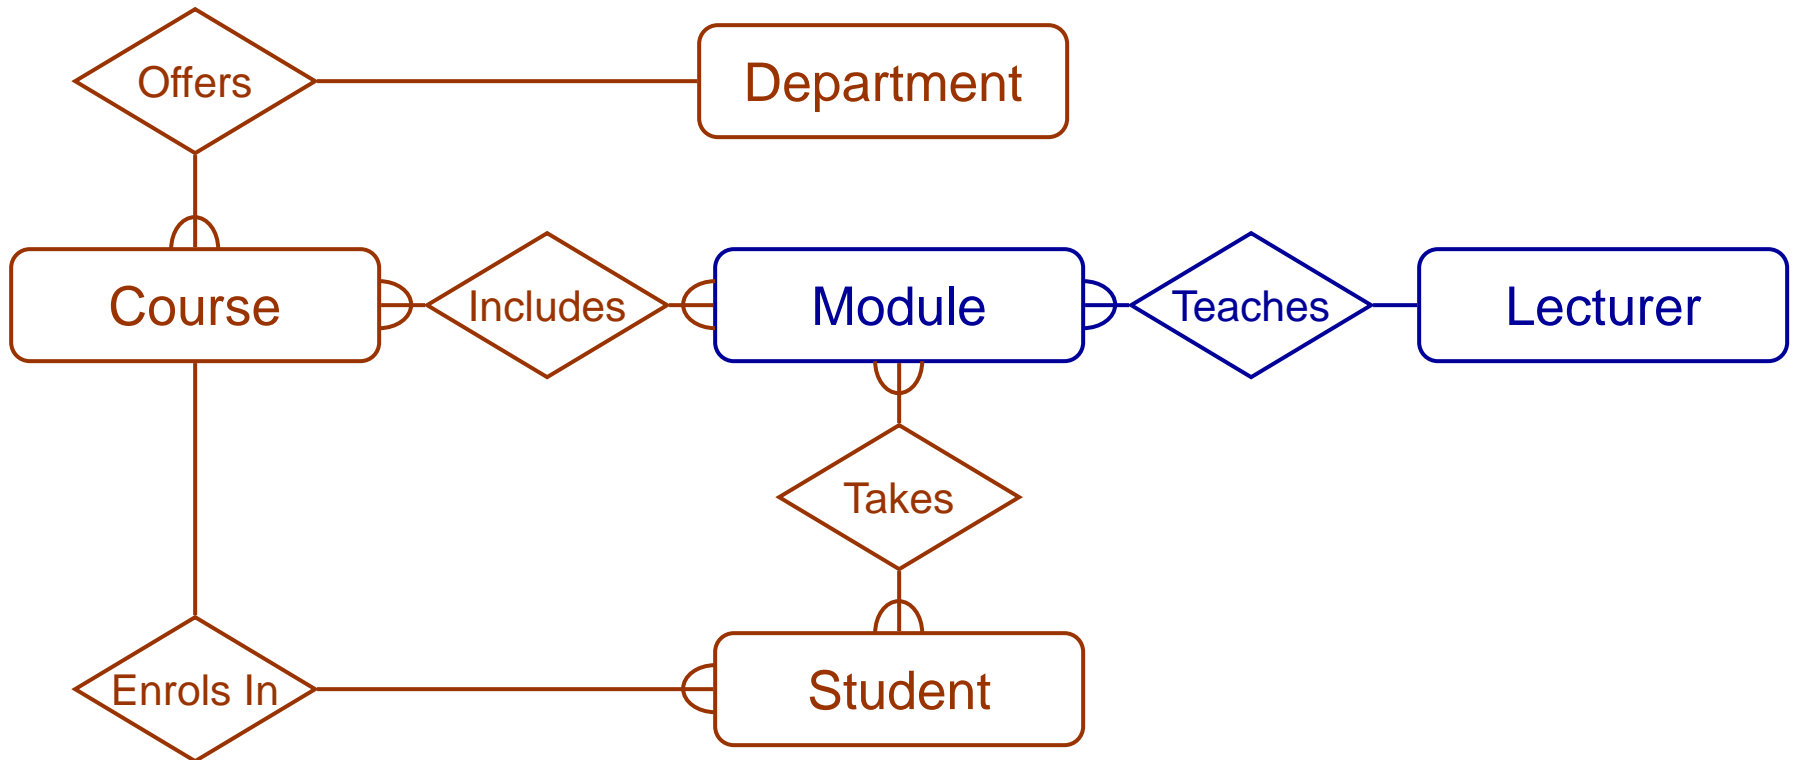 Offers
Department
Course
Includes
Module
Teaches
Lecturer
Takes
Enrols In
Student